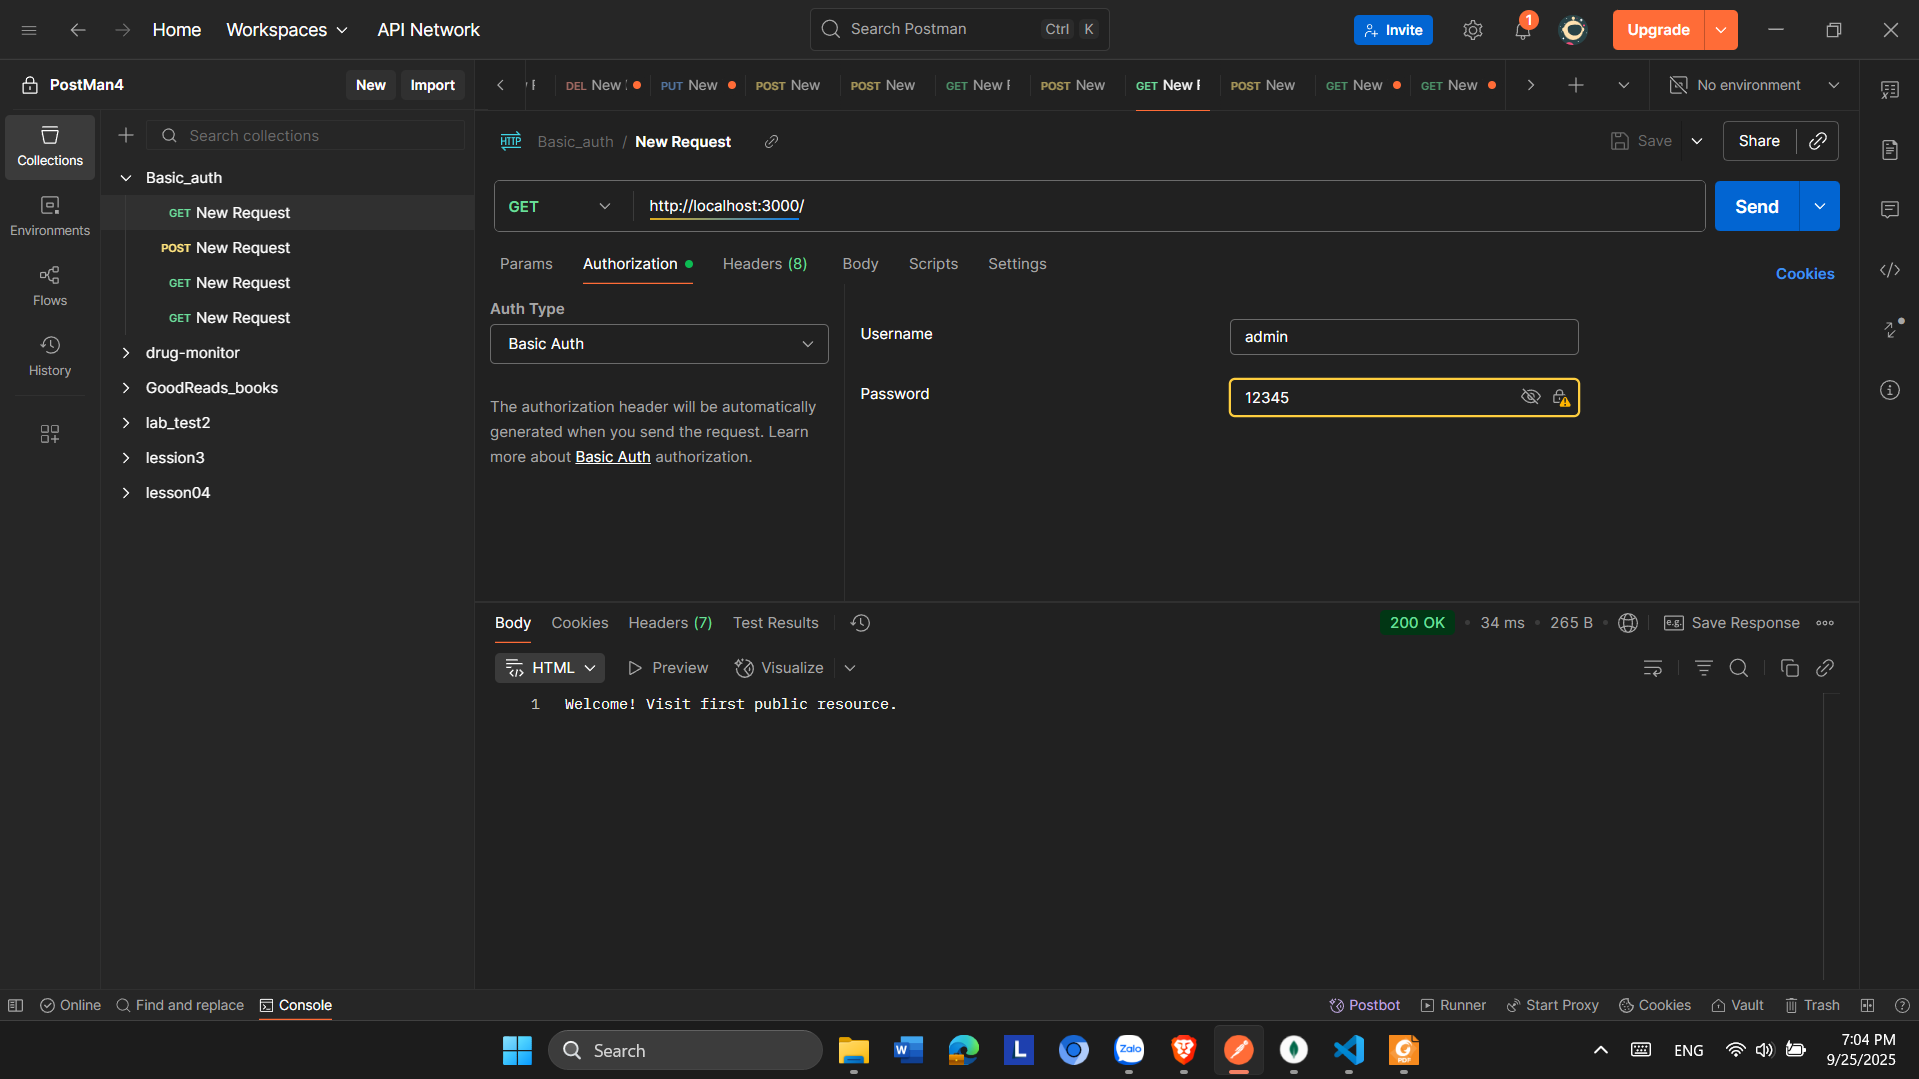 Home
Workspaces
API Network
Search Postman
Ctrl K
Invite
1
Upgrade
PostMan4
New
Import
DEL New
PUT New
POST New
POST New
GET New
POST New
GET New
POST New
GET New
GET New
No environment
Collections
Environments
Flows
History
Search collections
Basic_auth
GET New Request
POST New Request
GET New Request
GET New Request
drug-monitor
GoodReads_books
lab_test2
lession3
lesson04
HTTP
Basic_auth / New Request
Save
Share
GET
http://localhost:3000/
Send
Params
Authorization
Headers (8)
Body
Scripts
Settings
Cookies
Auth Type
Basic Auth
The authorization header will be automatically
generated when you send the request. Learn
more about Basic Auth authorization.
Username
admin
Password
12345
Body
Cookies
Headers (7)
Test Results
200 OK
34 ms
265 B
e.g. Save Response
HTML
Preview
Visualize
1 Welcome! Visit first public resource.
Online
Find and replace
Console
Postbot
Runner
Start Proxy
Cookies
Vault
Trash
Search
W
L
Zalo
PDF
ENG
7:04 PM
9/25/2025